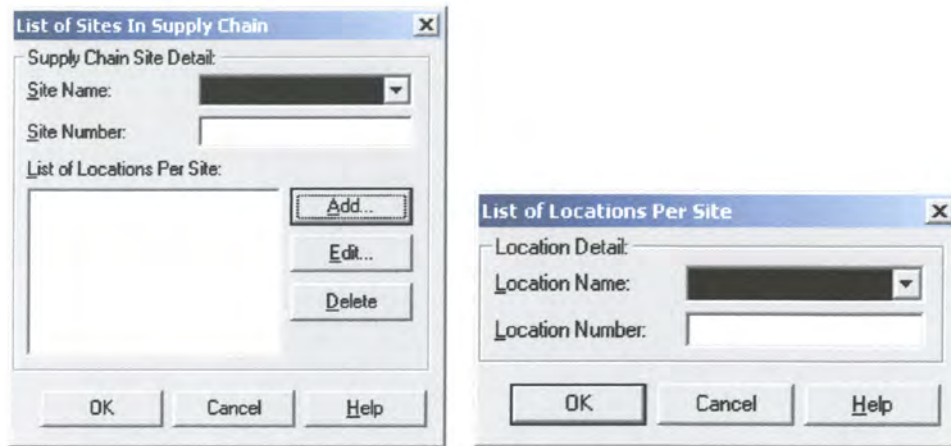 List of Sites In Supply Chain
Supply Chain Site Detail:
Site Name:
Site Number:
List of Locations Per Site:
Add...
Edit...
Delete
OK Cancel Help
List of Locations Per Site
Location Detail:
Location Name:
Location Number:
OK Cancel Help